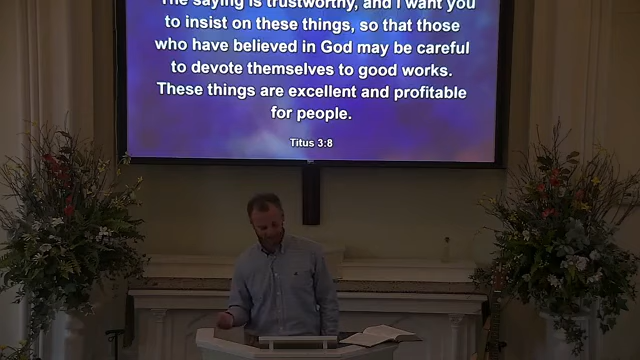 The saying is trustworthy, and I want you
to insist on these things, so that those
who have believed in God may be careful
to devote themselves to good works.
These things are excellent and profitable
for people.
Titus 3:8